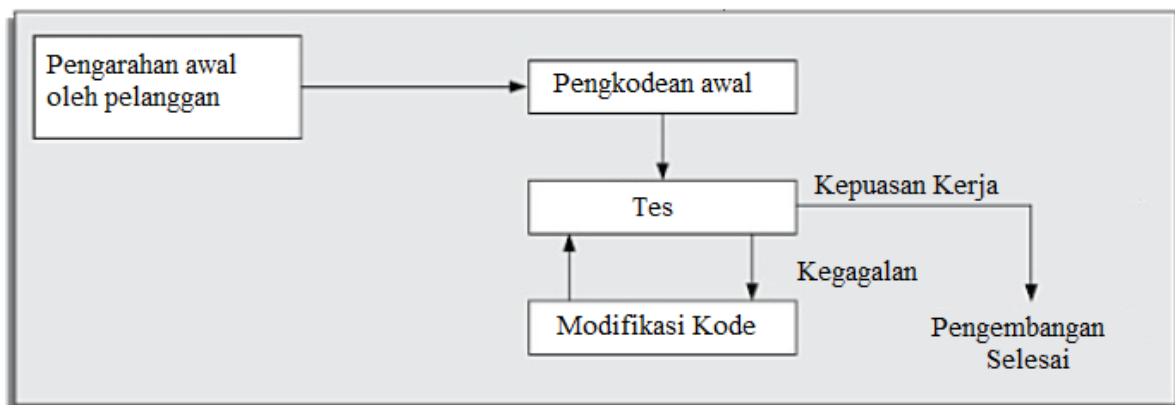 Pengarahan awal
oleh pelanggan
Pengkodean awal
Tes
Kepuasan Kerja
Kegagalan
Modifikasi Kode
Pengembangan
Selesai